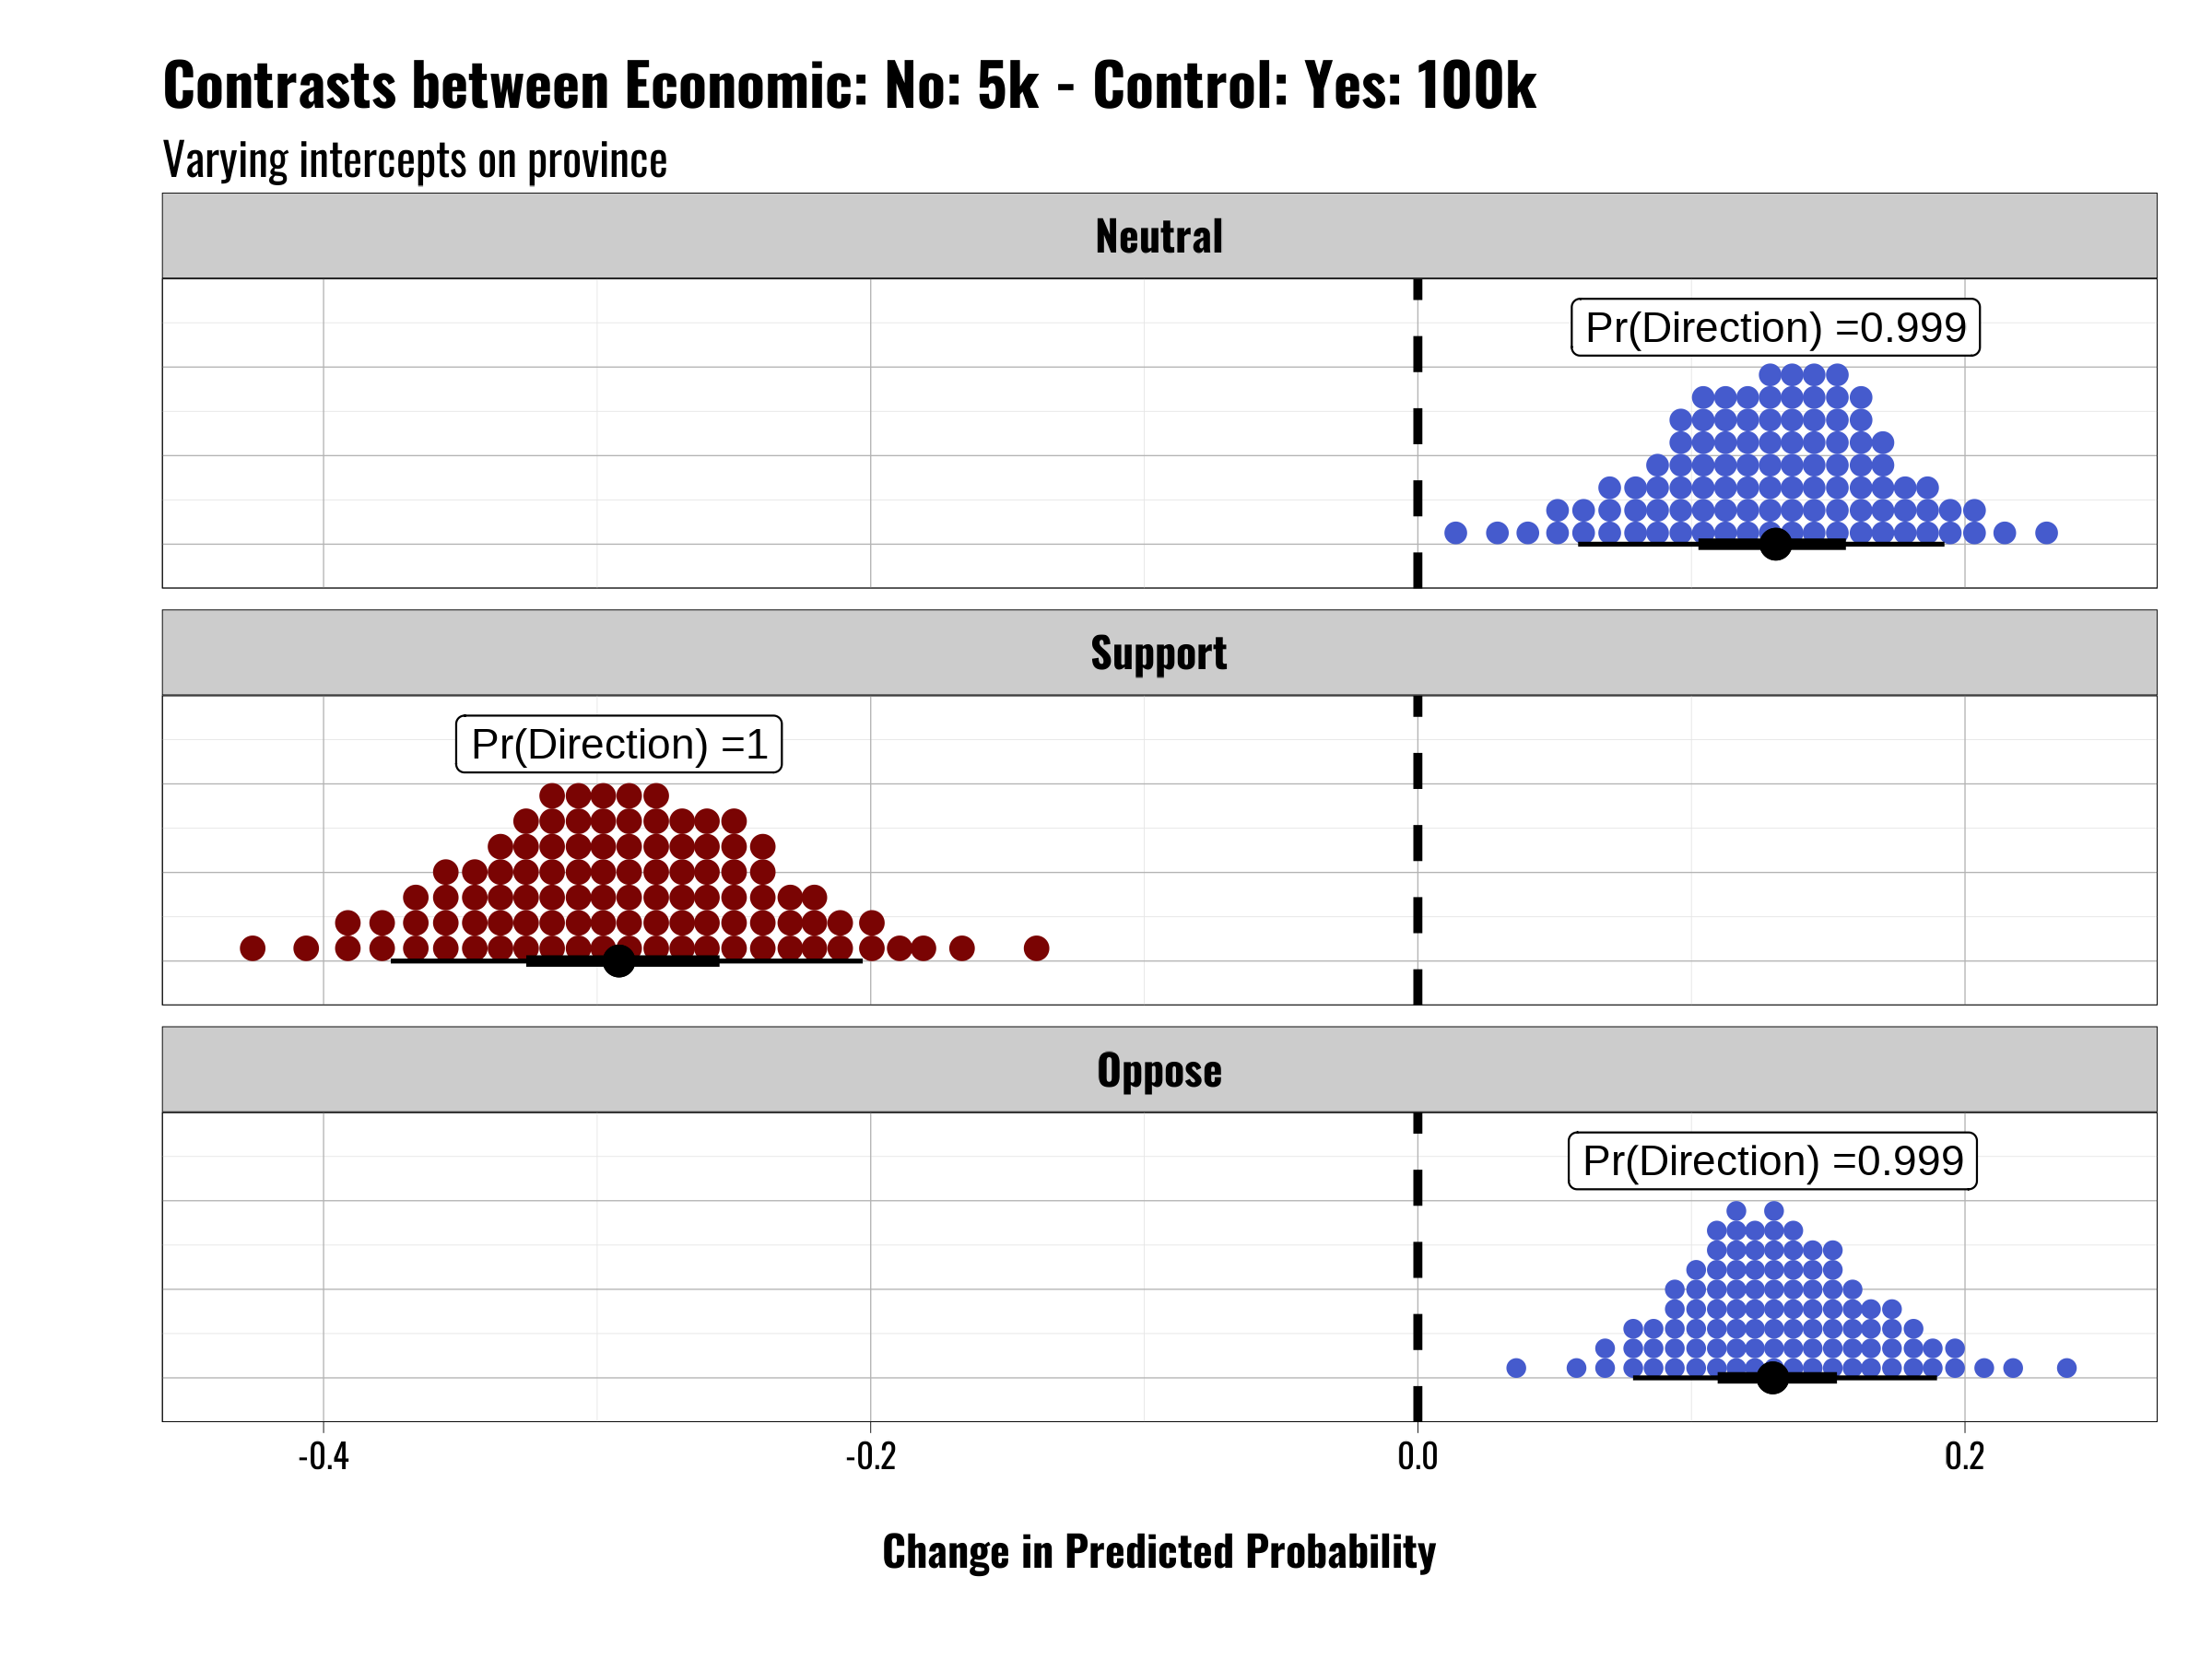 Contrasts between Economic: No: 5k - Control: Yes: 100k
Varying intercepts on province
Neutral
Pr(Direction) =0.999
Support
Pr(Direction) =1
Oppose
Pr(Direction) =0.999
-0.4 -0.2 0.0 0.2
Change in Predicted Probability